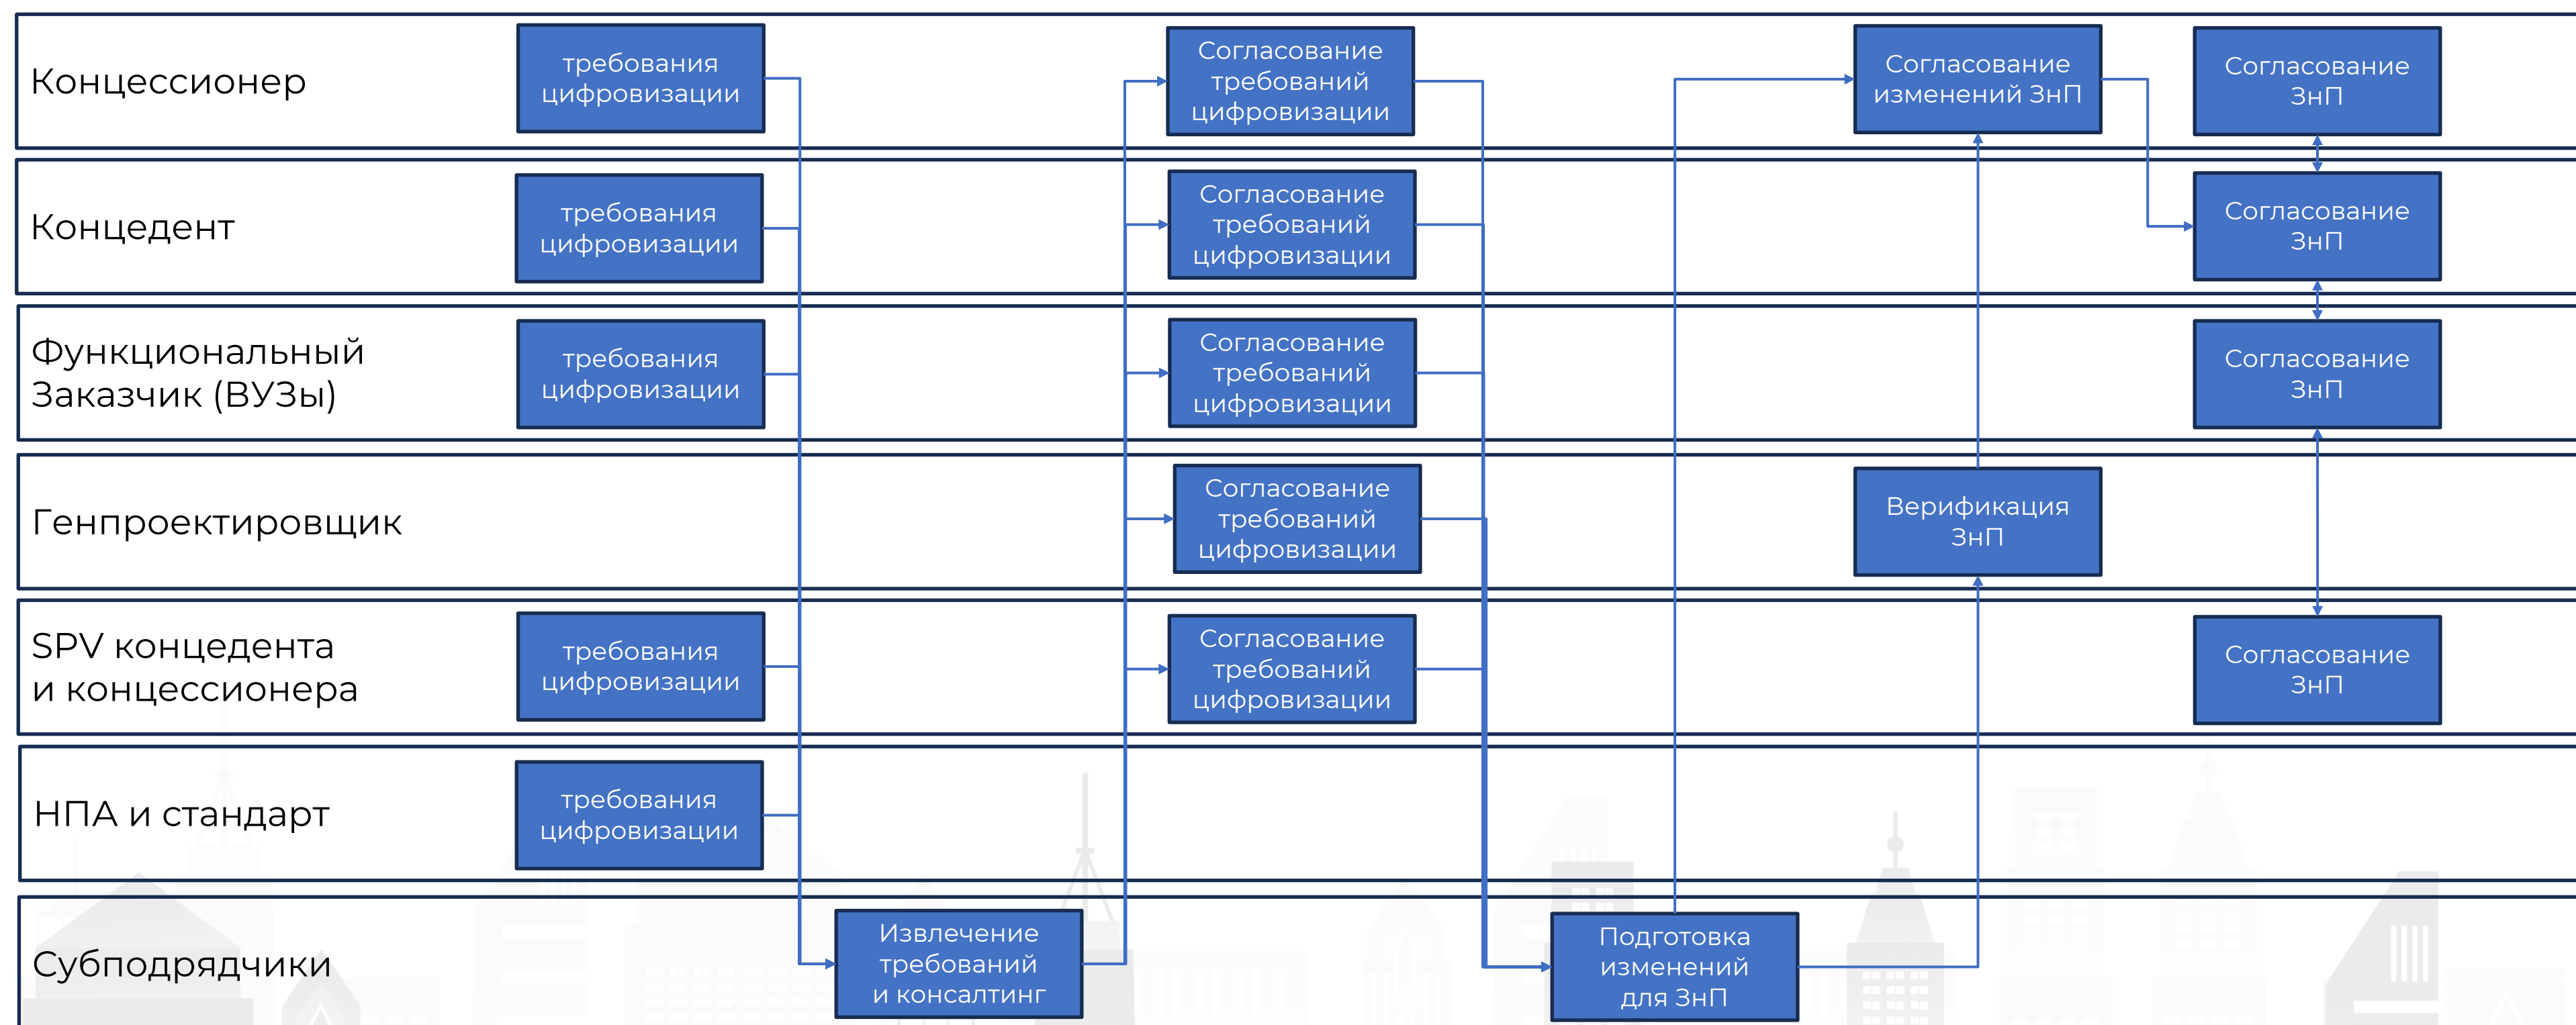 Концессионер
требования
цифровизации
Согласование
требований
цифровизации
Согласование
изменений ЗнП
Согласование
ЗнП
Концедент
требования
цифровизации
Согласование
требований
цифровизации
Согласование
ЗнП
Функциональный
Заказчик (ВУЗы)
требования
цифровизации
Согласование
требований
цифровизации
Согласование
ЗнП
Генпроектировщик
Согласование
требований
цифровизации
Верификация
ЗнП
SPV концедента
и концессионера
требования
цифровизации
Согласование
требований
цифровизации
Согласование
ЗнП
НПА и стандарт
требования
цифровизации
Субподрядчики
Извлечение
требований
и консалтинг
Подготовка
изменений
для ЗнП